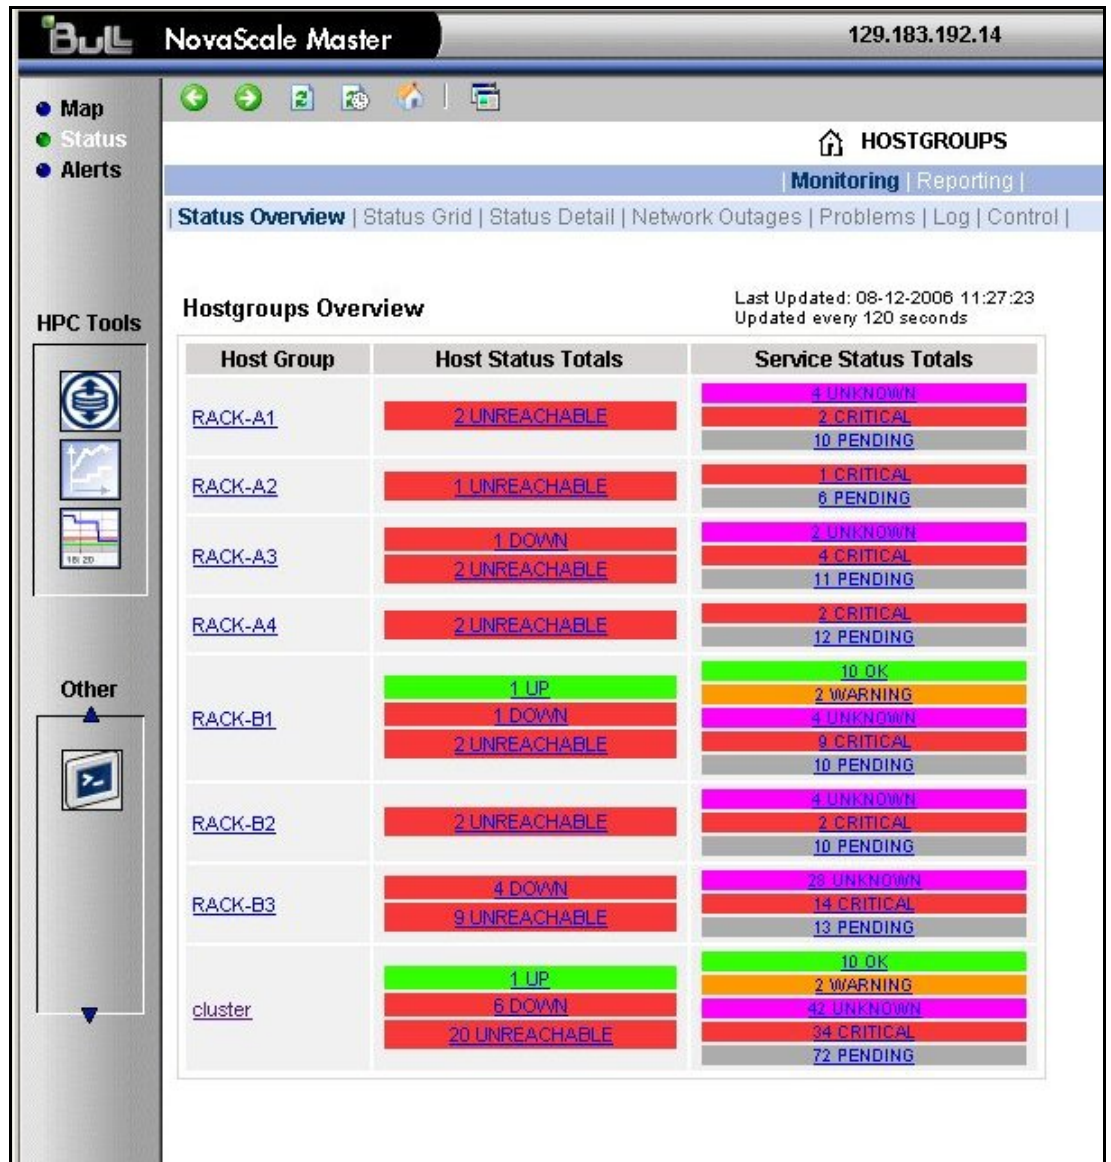 Bull NovaScale Master 129.183.192.14
Map
Status
Alerts
HOSTGROUPS
| Monitoring | Reporting |
| Status Overview | Status Grid | Status Detail | Network Outages | Problems | Log | Control |
HPC Tools
18| 20
Other
Hostgroups Overview
Last Updated: 08-12-2006 11:27:23
Updated every 120 seconds
Host Group Host Status Totals Service Status Totals
RACK-A1
2 UNREACHABLE
4 UNKNOWN
2 CRITICAL
10 PENDING
RACK-A2
1 UNREACHABLE
1 CRITICAL
6 PENDING
RACK-A3
1 DOWN
2 UNREACHABLE
2 UNKNOWN
4 CRITICAL
11 PENDING
RACK-A4
2 UNREACHABLE
2 CRITICAL
12 PENDING
RACK-B1
1 UP
1 DOWN
2 UNREACHABLE
10 OK
2 WARNING
4 UNKNOWN
9 CRITICAL
10 PENDING
RACK-B2
2 UNREACHABLE
4 UNKNOWN
2 CRITICAL
10 PENDING
RACK-B3
4 DOWN
9 UNREACHABLE
28 UNKNOWN
14 CRITICAL
13 PENDING
cluster
1 UP
6 DOWN
20 UNREACHABLE
10 OK
2 WARNING
42 UNKNOWN
34 CRITICAL
72 PENDING